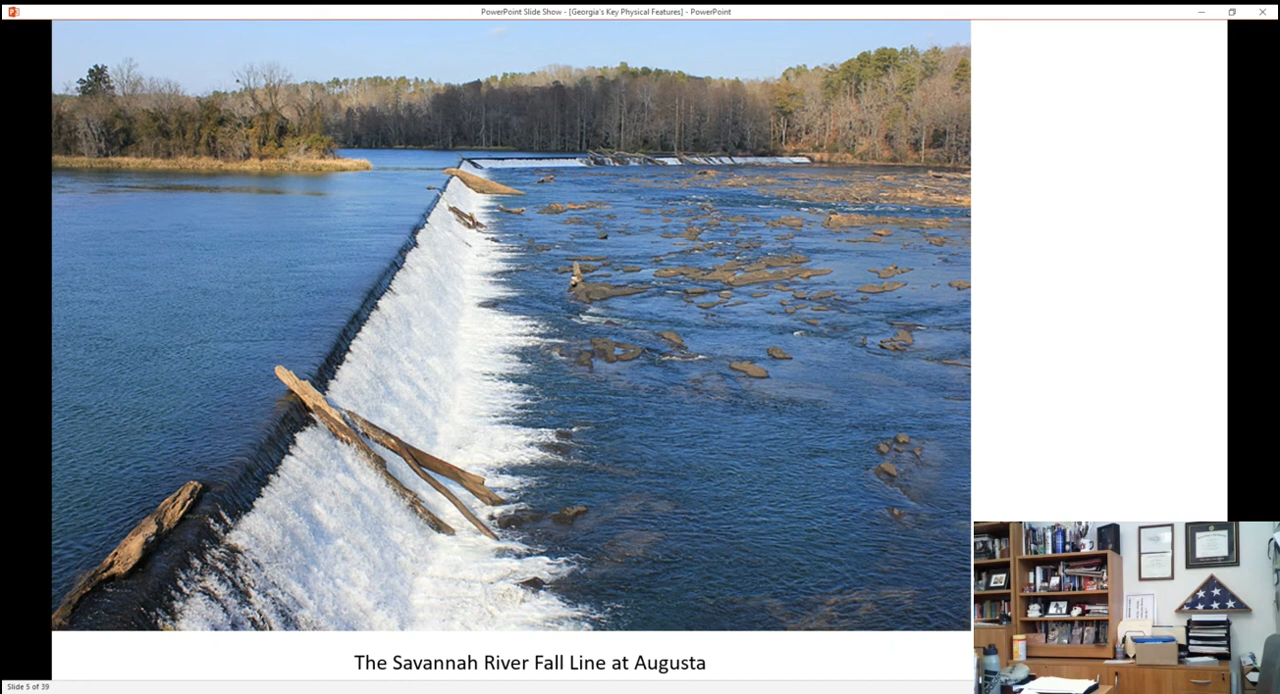 PowerPoint Slide Show - [Georgia's Key Physical Features] - PowerPoint
The Savannah River Fall Line at Augusta
Slide 5 of 39